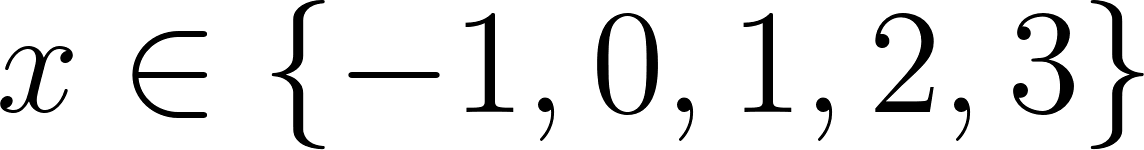 x ∈ {−1, 0, 1, 2, 3}